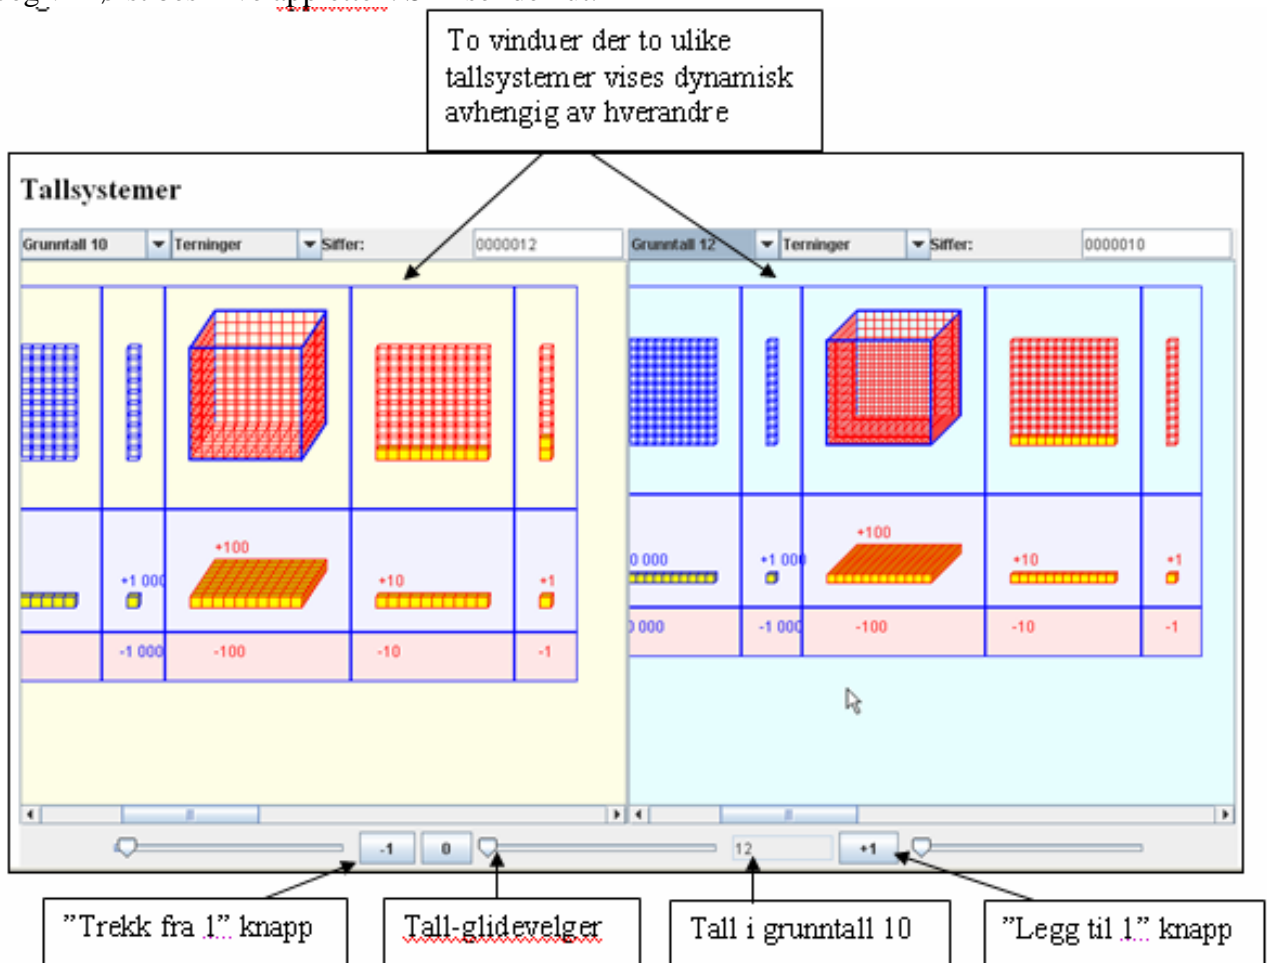 To vinduer der to ulike
tallsystemer vises dynamisk
avhengig av hverandre
Tallsystemer
Grunntall 10 Terninger Siffer: 0000012 Grunntall 12 Terninger Siffer: 0000010
+100 +100
+1 000 +10 +1 0 000 +1 000 +10 +1
-1 000 -100 -10 -1 0 000 -1 000 -100 -10 -1
-1 0 12 +1
”Trekk fra 1” knapp Tall-glidevelger Tall i grunntall 10 ”Legg til 1” knapp